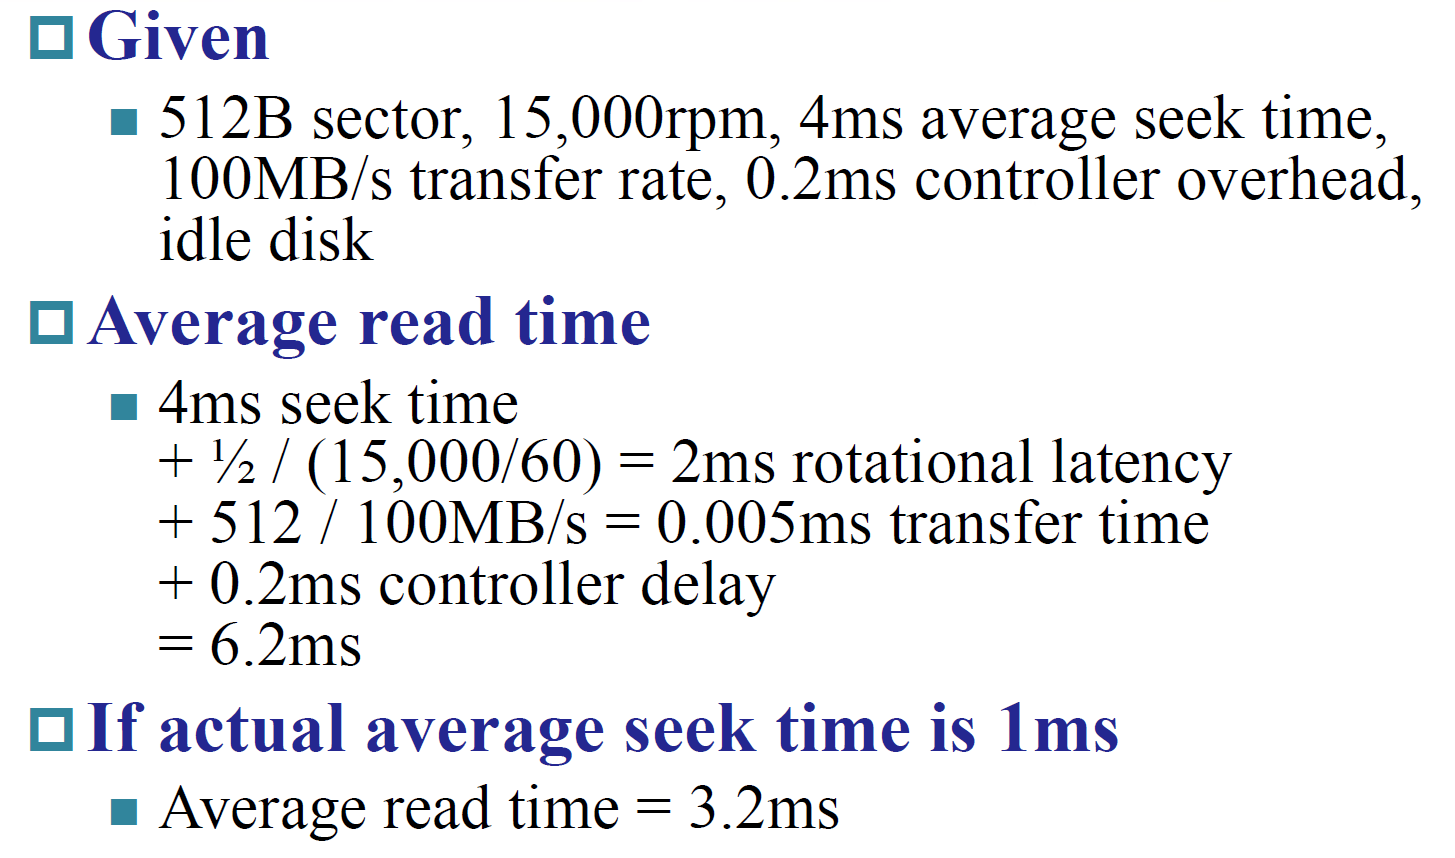 Given
512B sector, 15,000rpm, 4ms average seek time,
100MB/s transfer rate, 0.2ms controller overhead,
idle disk
Average read time
4ms seek time
+ ½ / (15,000/60) = 2ms rotational latency
+ 512 / 100MB/s = 0.005ms transfer time
+ 0.2ms controller delay
= 6.2ms
If actual average seek time is 1ms
Average read time = 3.2ms